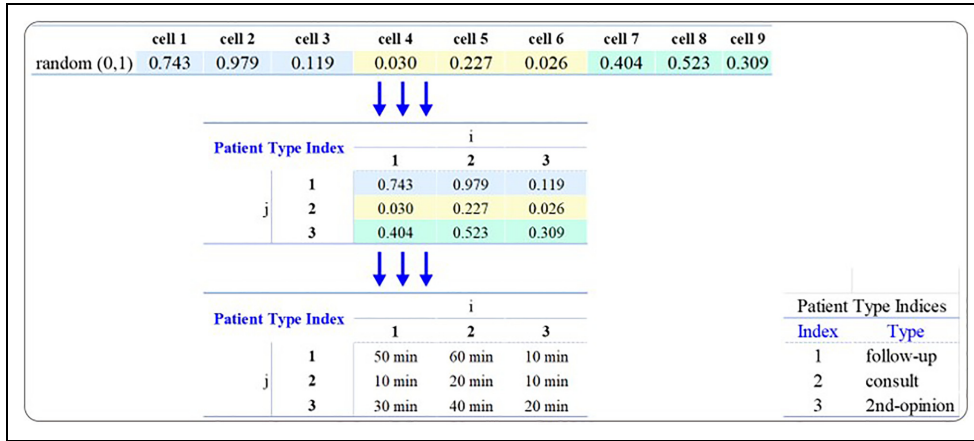 cell 1 cell 2 cell 3 cell 4 cell 5 cell 6 cell 7 cell 8 cell 9
random (0,1) 0.743 0.979 0.119 0.030 0.227 0.026 0.404 0.523 0.309
Patient Type Index i
1 2 3
1 0.743 0.979 0.119
j 2 0.030 0.227 0.026
3 0.404 0.523 0.309
Patient Type Index i
1 2 3
1 50 min 60 min 10 min
j 2 10 min 20 min 10 min
3 30 min 40 min 20 min
Patient Type Indices
Index Type
1 follow-up
2 consult
3 2nd-opinion